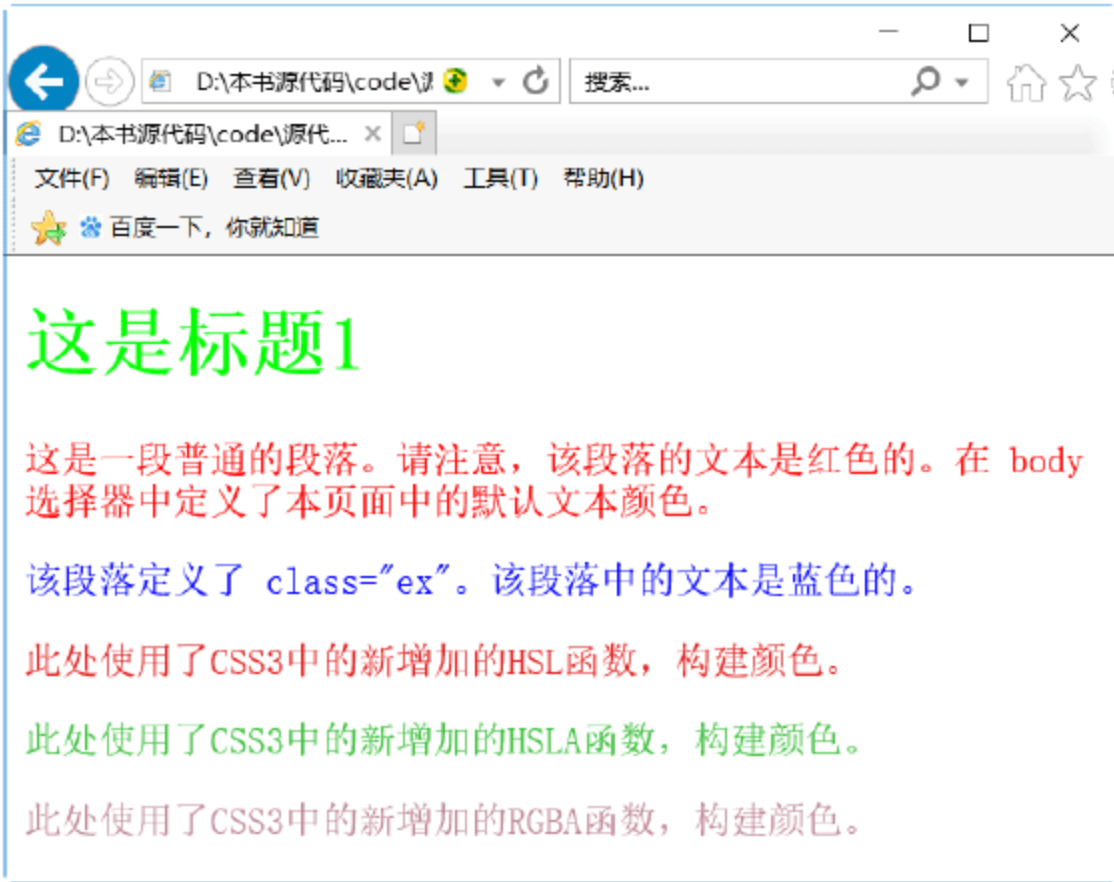 D:\本书源代码\code\源
搜索...
D:\本书源代码\code\源代...
文件(F) 编辑(E) 查看(V) 收藏夹(A) 工具(T) 帮助(H)
百度一下，你就知道
这是标题1
这是一段普通的段落。请注意，该段落的文本是红色的。在 body
选择器中定义了本页面中的默认文本颜色。
该段落定义了 class="ex"。该段落中的文本是蓝色的。
此处使用了CSS3中的新增加的HSL函数，构建颜色。
此处使用了CSS3中的新增加的HSLA函数，构建颜色。
此处使用了CSS3中的新增加的RGBA函数，构建颜色。